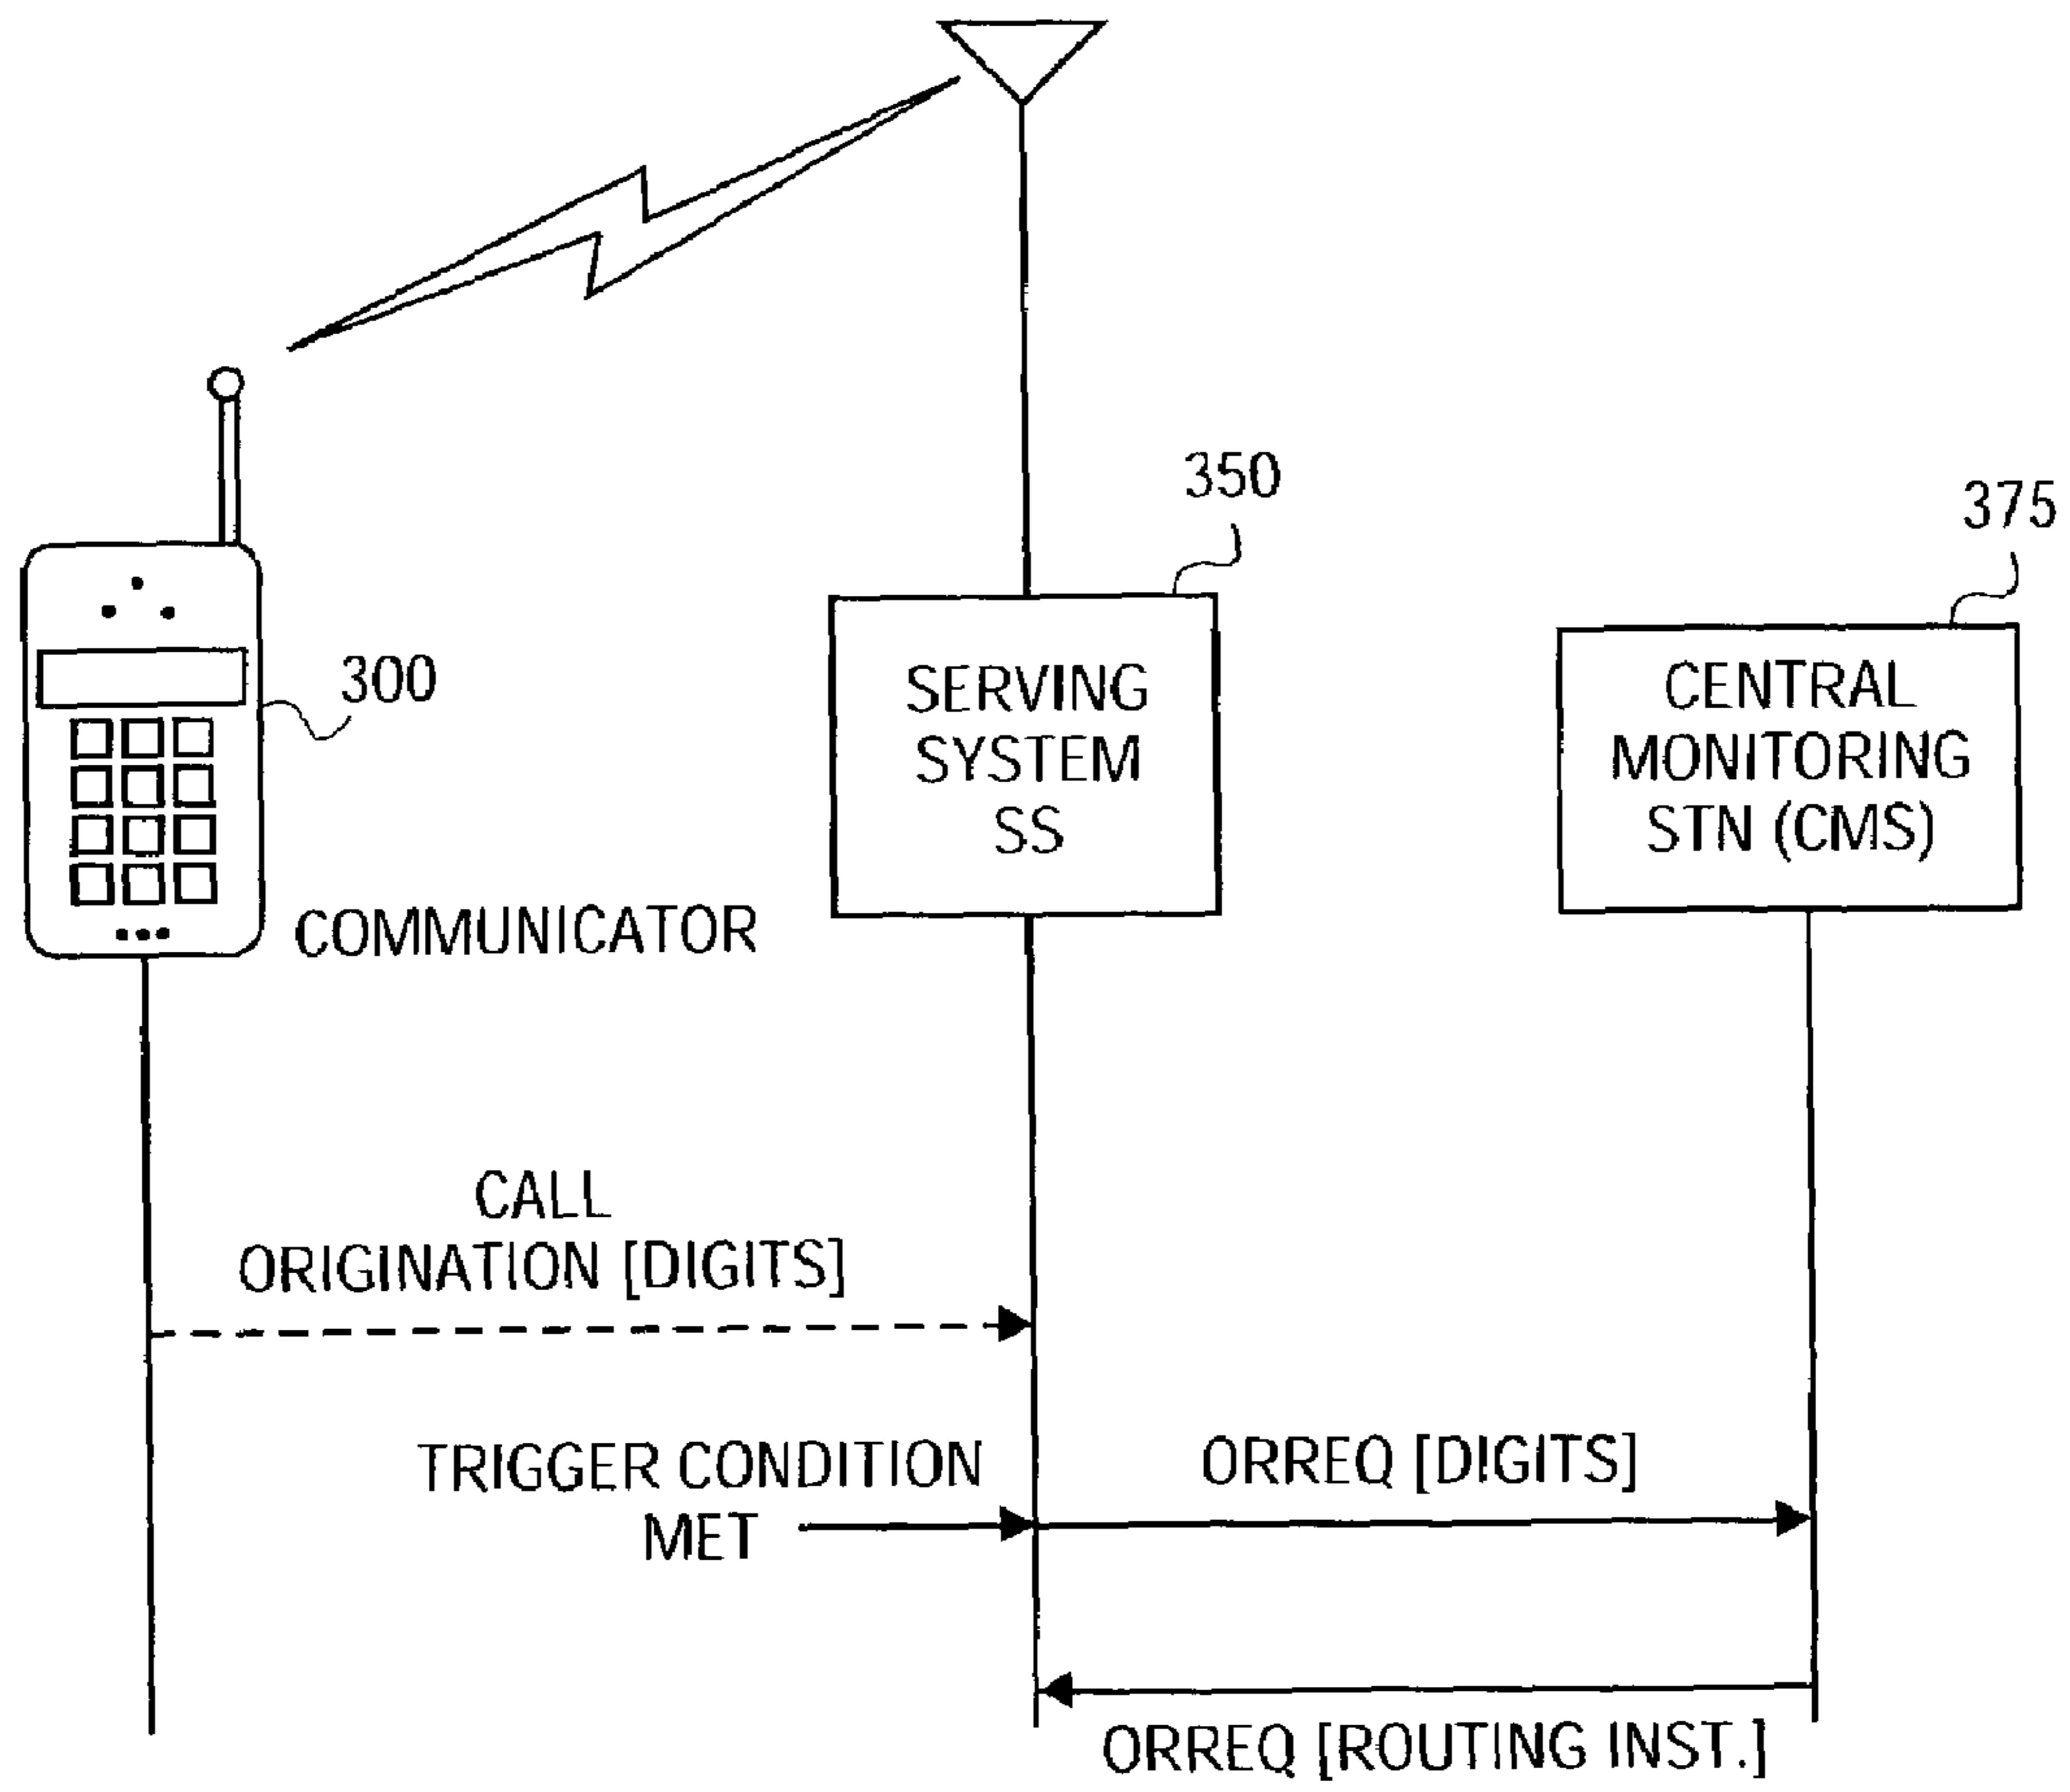 350
375
300
SERVING
SYSTEM
SS
CENTRAL
MONITORING
STN (CMS)
COMMUNICATOR
CALL
ORIGINATION [DIGITS]
TRIGGER CONDITION
MET
ORREQ [DIGITS]
ORREQ [ROUTING INST.]